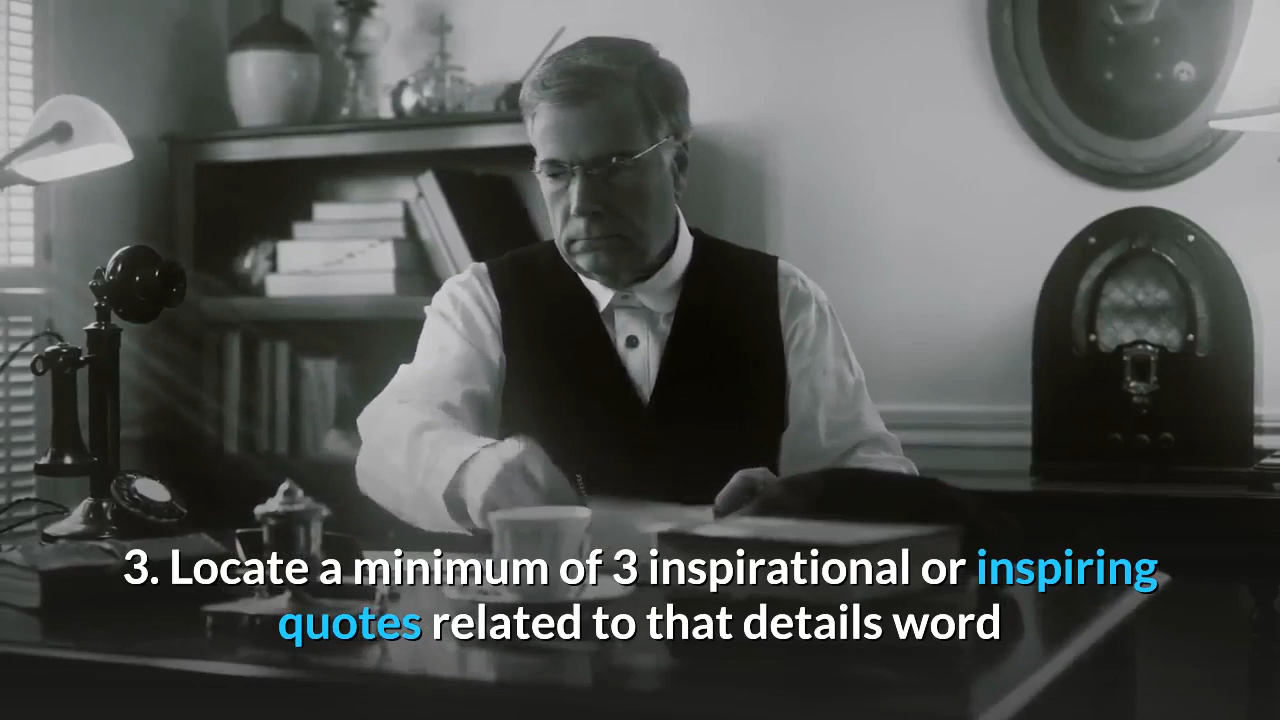 3. Locate a minimum of 3 inspirational or inspiring
quotes related to that details word